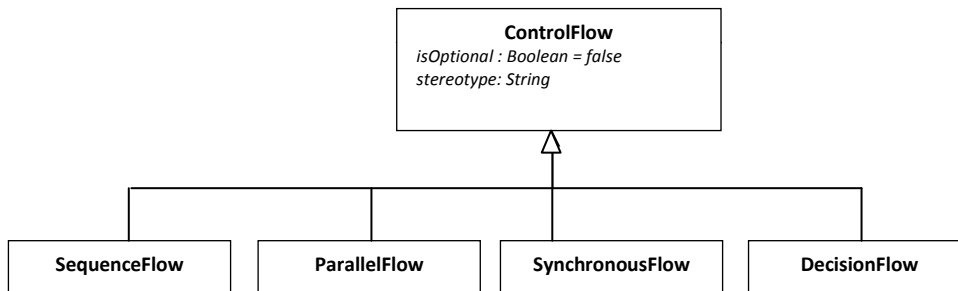 ControlFlow
isOptional : Boolean = false
stereotype: String
SequenceFlow
ParallelFlow
SynchronousFlow
DecisionFlow